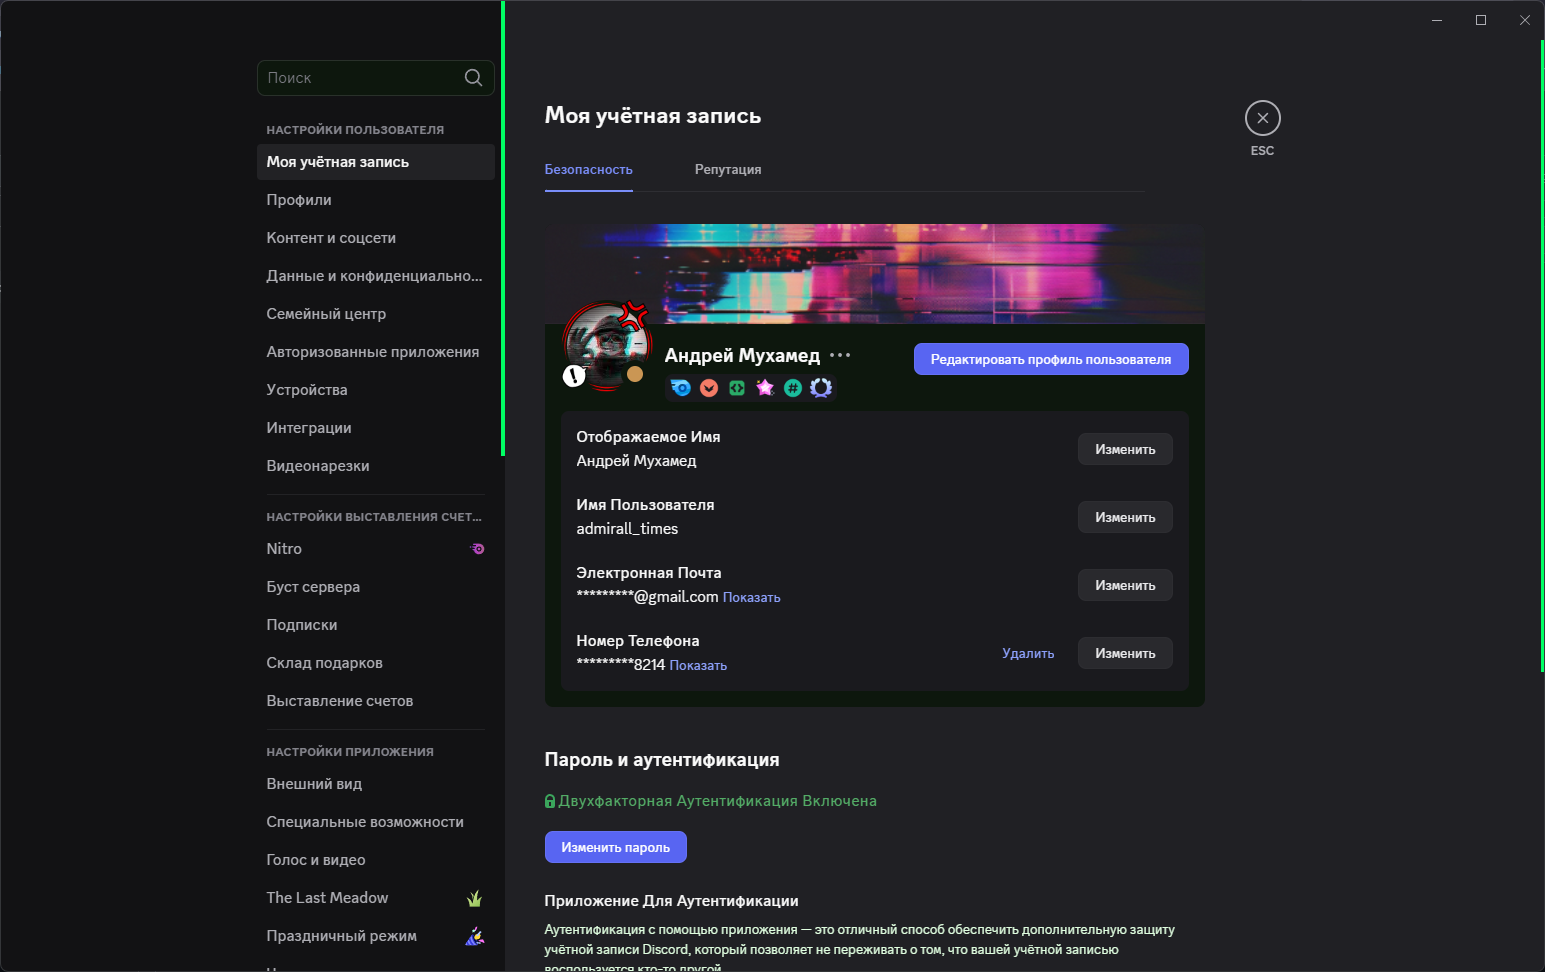 Поиск
НАСТРОЙКИ ПОЛЬЗОВАТЕЛЯ
Моя учётная запись
Профили
Контент и соцсети
Данные и конфиденциально...
Семейный центр
Авторизованные приложения
Устройства
Интеграции
Видеонарезки
НАСТРОЙКИ ВЫСТАВЛЕНИЯ СЧЕТ...
Nitro
Буст сервера
Подписки
Склад подарков
Выставление счетов
НАСТРОЙКИ ПРИЛОЖЕНИЯ
Внешний вид
Специальные возможности
Голос и видео
The Last Meadow
Праздничный режим
Моя учётная запись
ESC
Безопасность
Репутация
Андрей Мухамед
Редактировать профиль пользователя
Отображаемое Имя
Андрей Мухамед
Изменить
Имя Пользователя
admirall_times
Изменить
Электронная Почта
*********@gmail.com Показать
Изменить
Номер Телефона
*********8214 Показать
Удалить
Изменить
Пароль и аутентификация
Двухфакторная Аутентификация Включена
Изменить пароль
Приложение Для Аутентификации
Аутентификация с помощью приложения — это отличный способ обеспечить дополнительную защиту
учётной записи Discord, который позволяет не переживать о том, что вашей учётной записью
воспользуется кто-то другой.